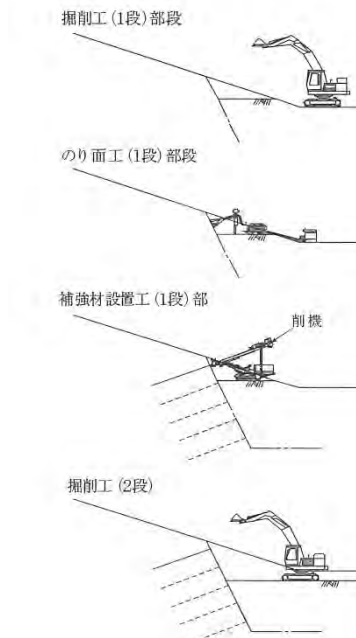 掘削工(1段)部段
のり面工(1段)部段
補強材設置工(1段)部
削機
掘削工(2段)